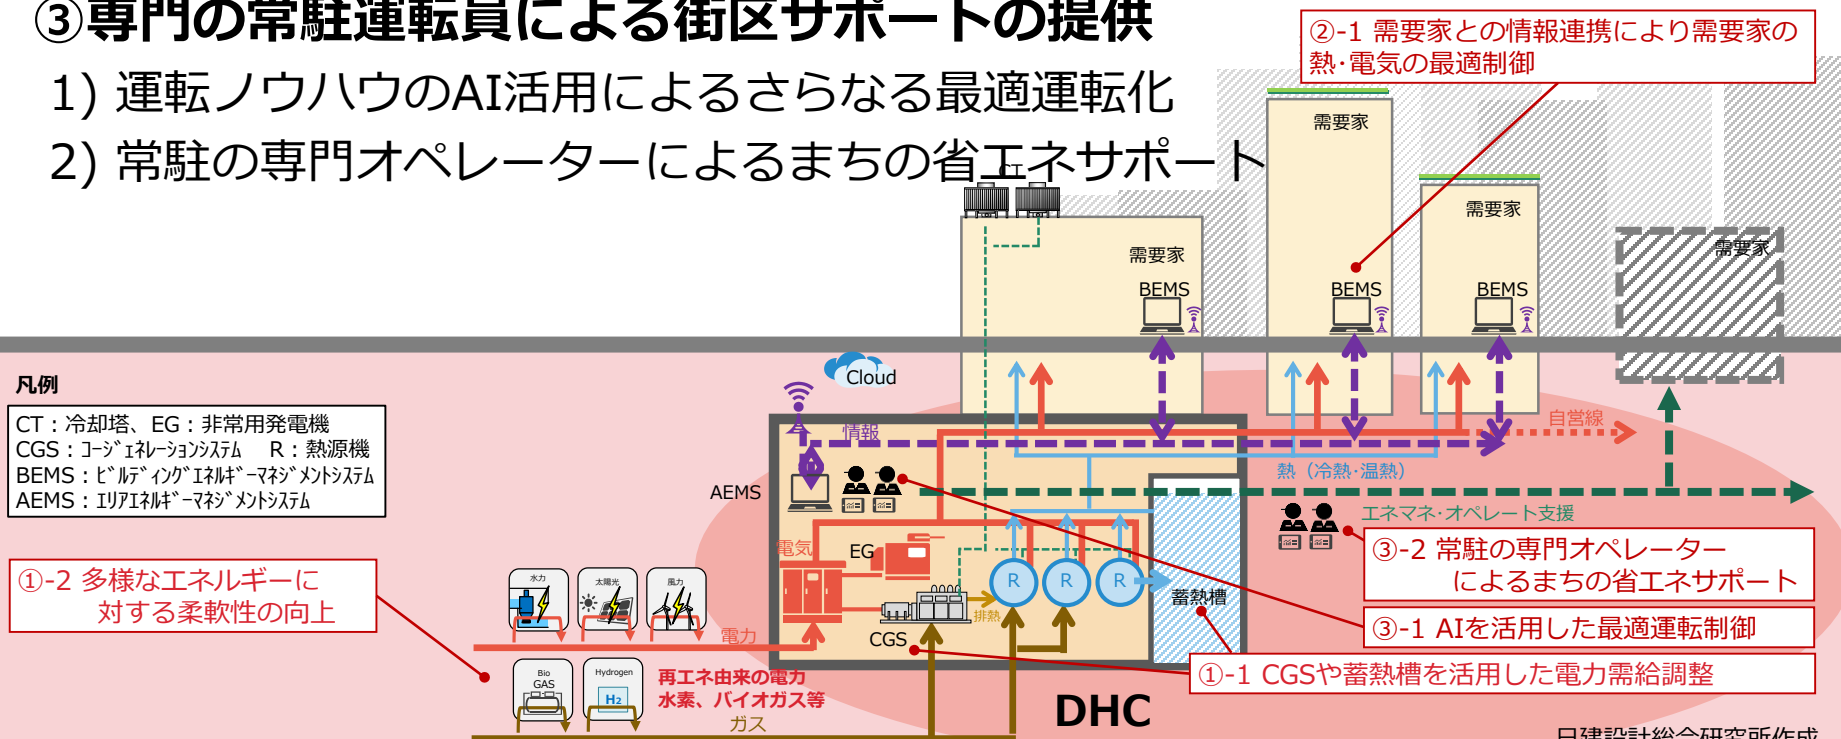 ③専門の常駐運転員による街区サポートの提供
1) 運転ノウハウのAI活用によるさらなる最適運転化
2) 常駐の専門オペレーターによるまちの省エネサポート
②-1 需要家との情報連携により需要家の
熱･電気の最適制御
需要家
需要家
需要家
需要家
CT
BEMS
BEMS
BEMS
Cloud
凡例
CT：冷却塔、EG：非常用発電機
CGS：ｺｰｼﾞｪﾈﾚｰｼｮﾝｼｽﾃﾑ R：熱源機
BEMS：ﾋﾞﾙﾃﾞｨﾝｸﾞｴﾈﾙｷﾞｰﾏﾈｼﾞﾒﾝﾄｼｽﾃﾑ
AEMS：ｴﾘｱｴﾈﾙｷﾞｰﾏﾈｼﾞﾒﾝﾄｼｽﾃﾑ
情報
自営線
熱（冷熱･温熱）
AEMS
エネマネ･オペレート支援
電気
EG
R
R
R
蓄熱槽
排熱
CGS
①-2 多様なエネルギーに
対する柔軟性の向上
水力
太陽光
風力
電力
Bio
GAS
Hydrogen
H₂
再エネ由来の電力
水素、バイオガス等
ガス
③-2 常駐の専門オペレーター
によるまちの省エネサポート
③-1 AIを活用した最適運転制御
①-1 CGSや蓄熱槽を活用した電力需給調整
DHC
日建設計総合研究所作成